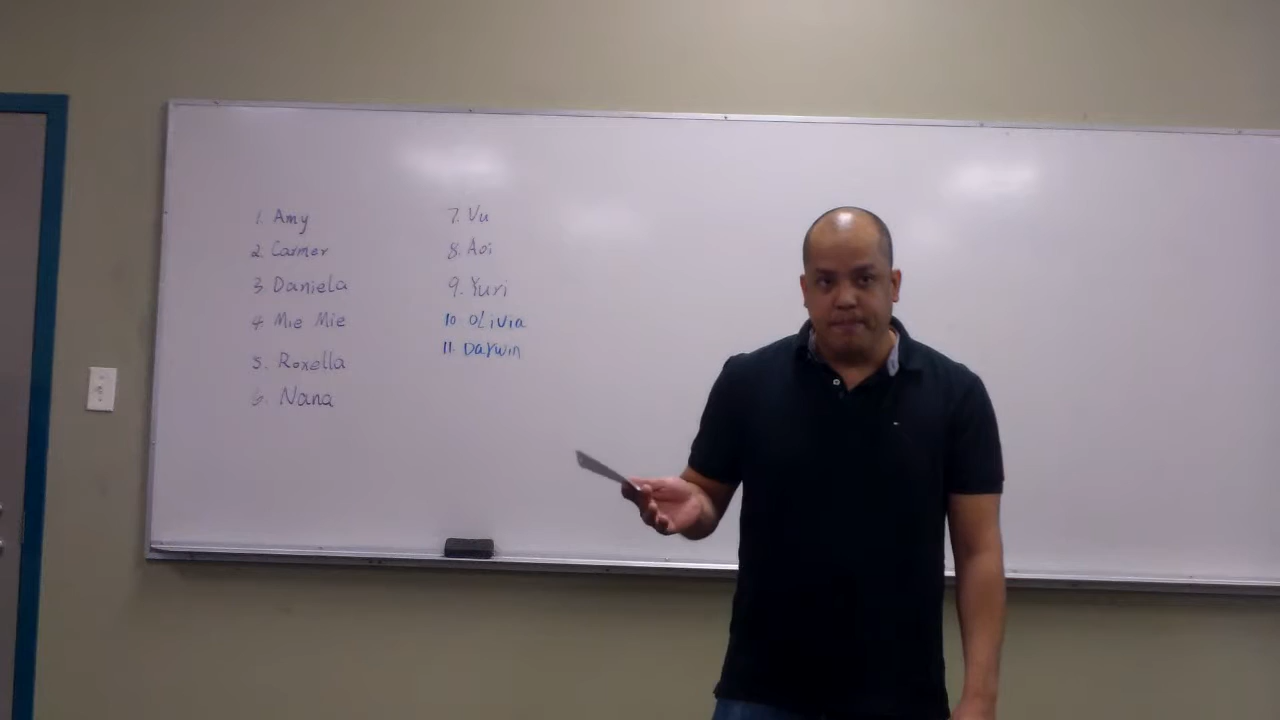 1. Amy
2. Carmer
3. Daniela
4. Mie Mie
5. Roxella
6. Nana
7. Vu
8. Aoi
9. Yuri
10. OLiVia
11. DaRwin